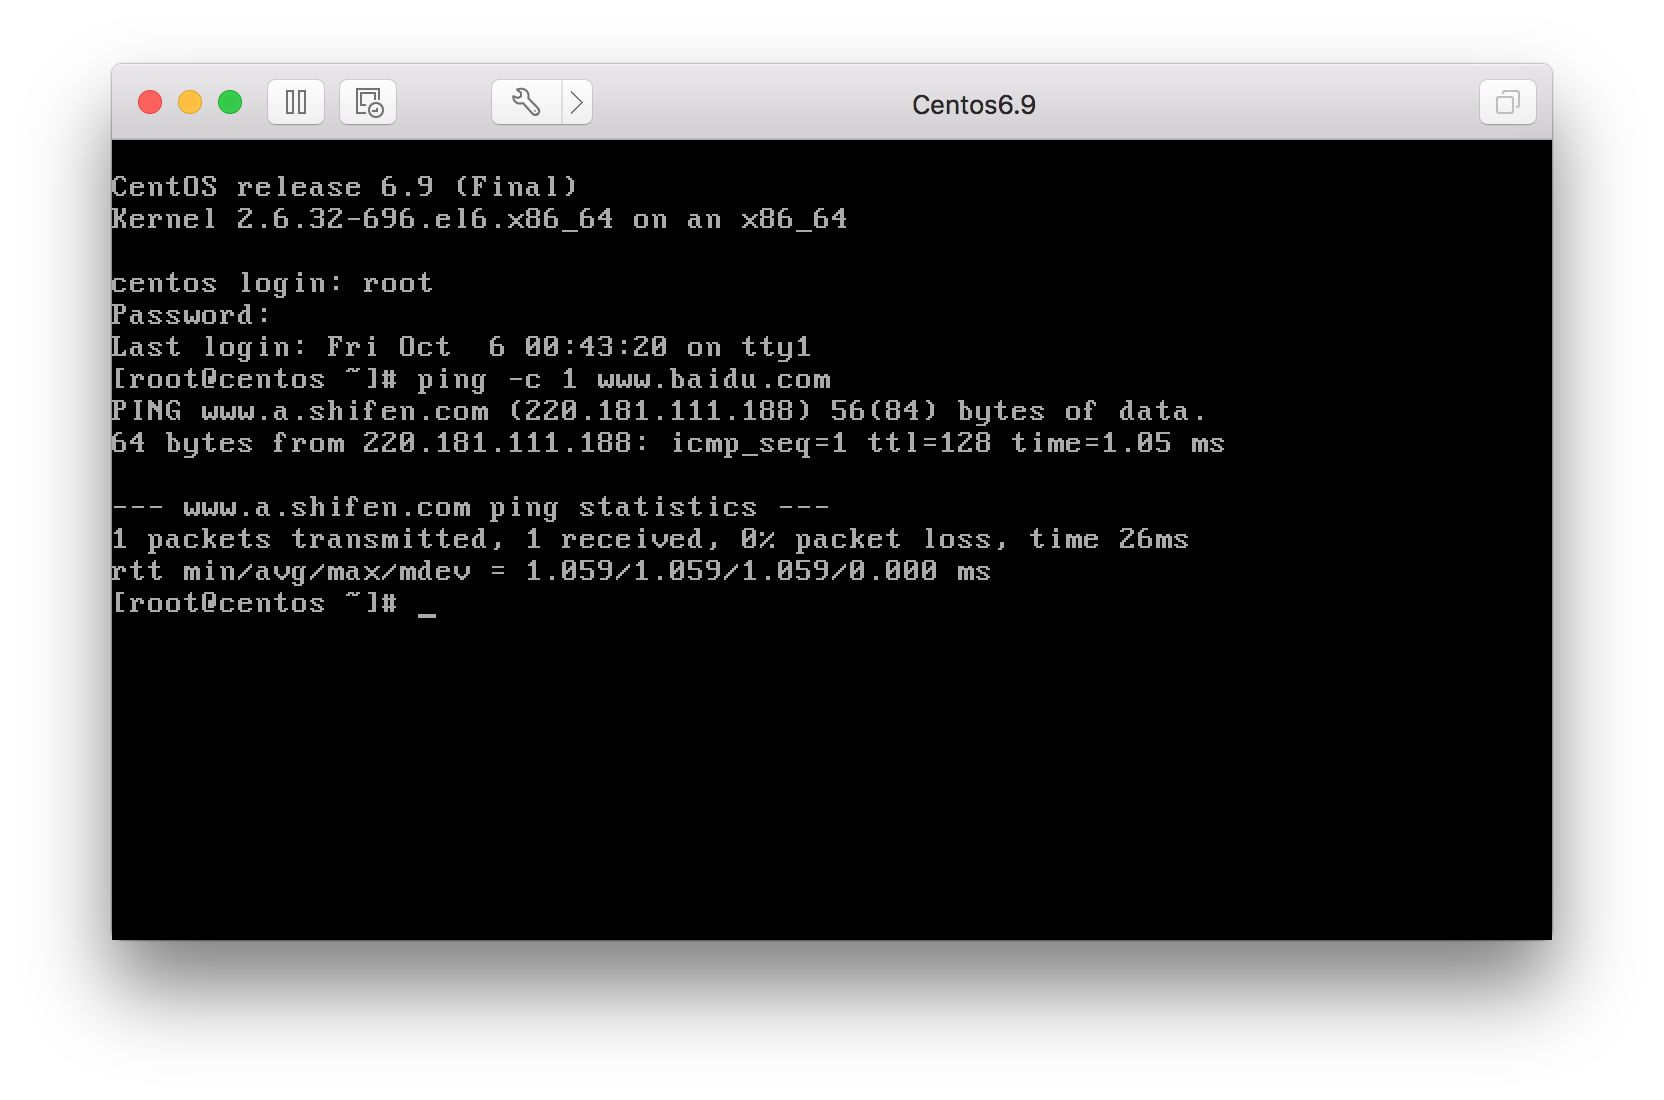 Centos6.9
CentOS release 6.9 (Final)
Kernel 2.6.32-696.el6.x86_64 on an x86_64
centos login: root
Password:
Last login: Fri Oct  6 00:43:20 on tty1
[root@centos ~]# ping -c 1 www.baidu.com
PING www.a.shifen.com (220.181.111.188) 56(84) bytes of data.
64 bytes from 220.181.111.188: icmp_seq=1 ttl=128 time=1.05 ms
--- www.a.shifen.com ping statistics ---
1 packets transmitted, 1 received, 0% packet loss, time 26ms
rtt min/avg/max/mdev = 1.059/1.059/1.059/0.000 ms
[root@centos ~]# _